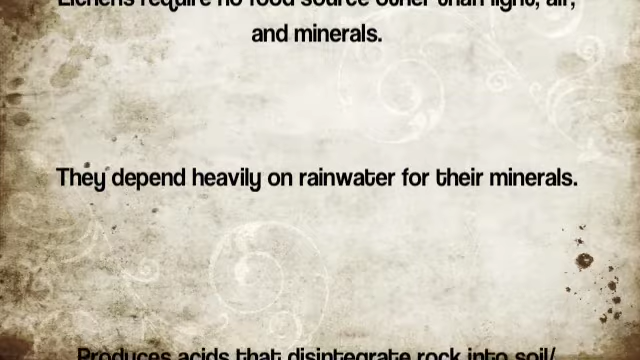 Lichens require no food source other than light, air,
and minerals.
They depend heavily on rainwater for their minerals.
Produces acids that disintegrate rock into soil/